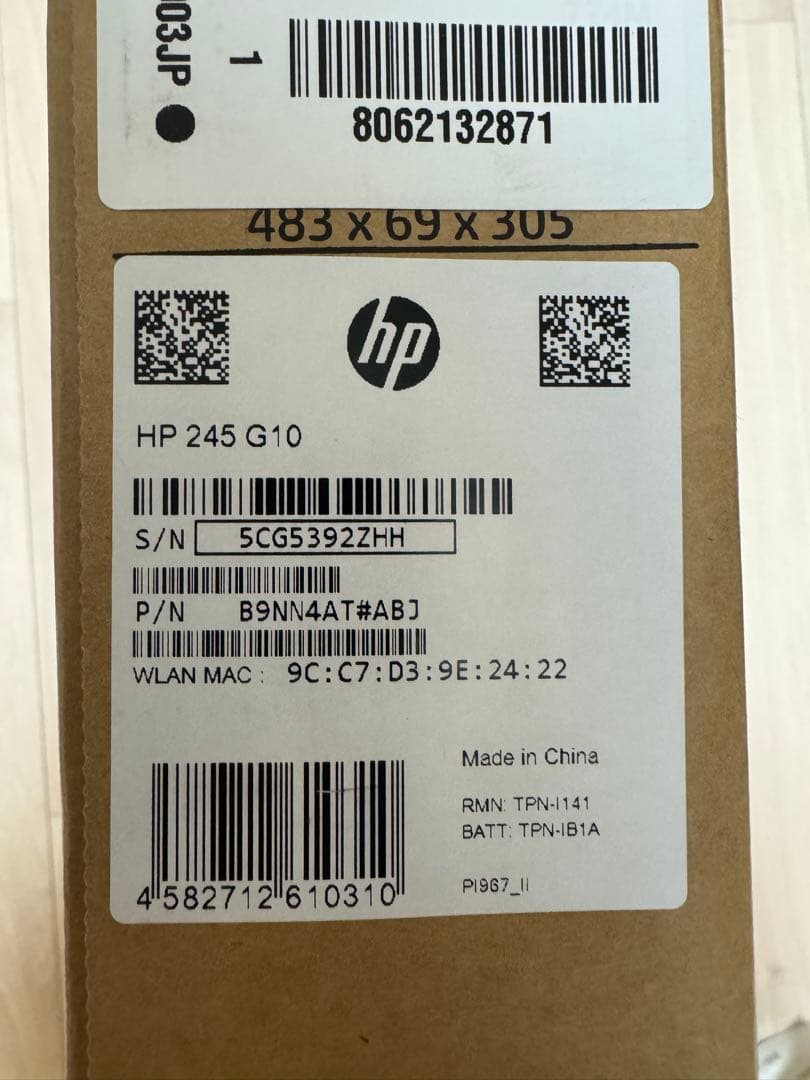 03JP
1
8062132871
483 x 69 x 305
hp
HP 245 G10
S/N 5CG5392ZHH
P/N B9NN4AT#ABJ
WLAN MAC : 9C:C7:D3:9E:24:22
Made in China
RMN: TPN-I141
BATT: TPN-IB1A
PI967_II
4 582712 610310